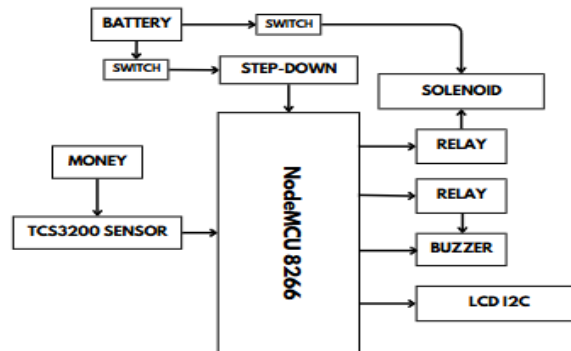 BATTERY
SWITCH
SWITCH
STEP-DOWN
SOLENOID
MONEY
RELAY
RELAY
TCS3200 SENSOR
NodeMCU 8266
BUZZER
LCD I2C